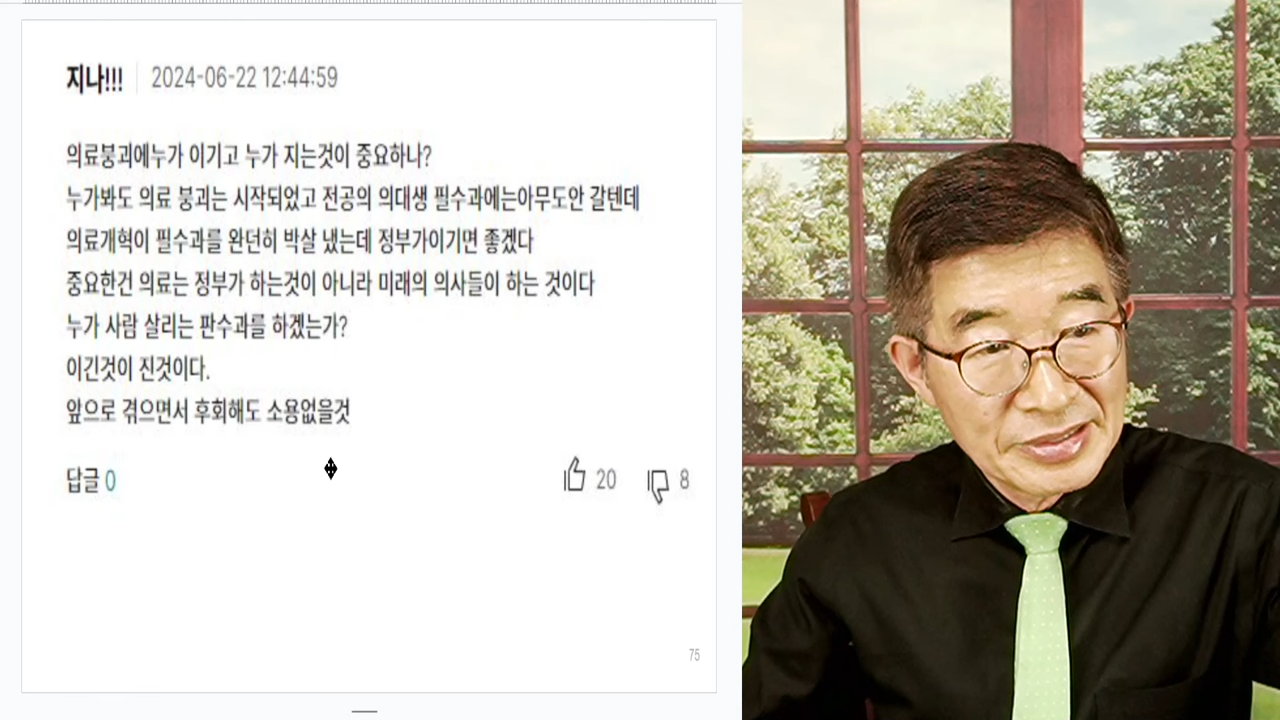 지나!!! 2024-06-22 12:44:59
의료붕괴에누가 이기고 누가 지는것이 중요하나?
누가봐도 의료 붕괴는 시작되었고 전공의 의대생 필수과에는아무도안 갈텐데
의료개혁이 필수과를 완던히 박살 냈는데 정부가이기면 좋겠다
중요한건 의료는 정부가 하는것이 아니라 미래의 의사들이 하는 것이다
누가 사람 살리는 판수과를 하겠는가?
이긴것이 진것이다.
앞으로 겪으면서 후회해도 소용없을것
답글 0 20 8
75